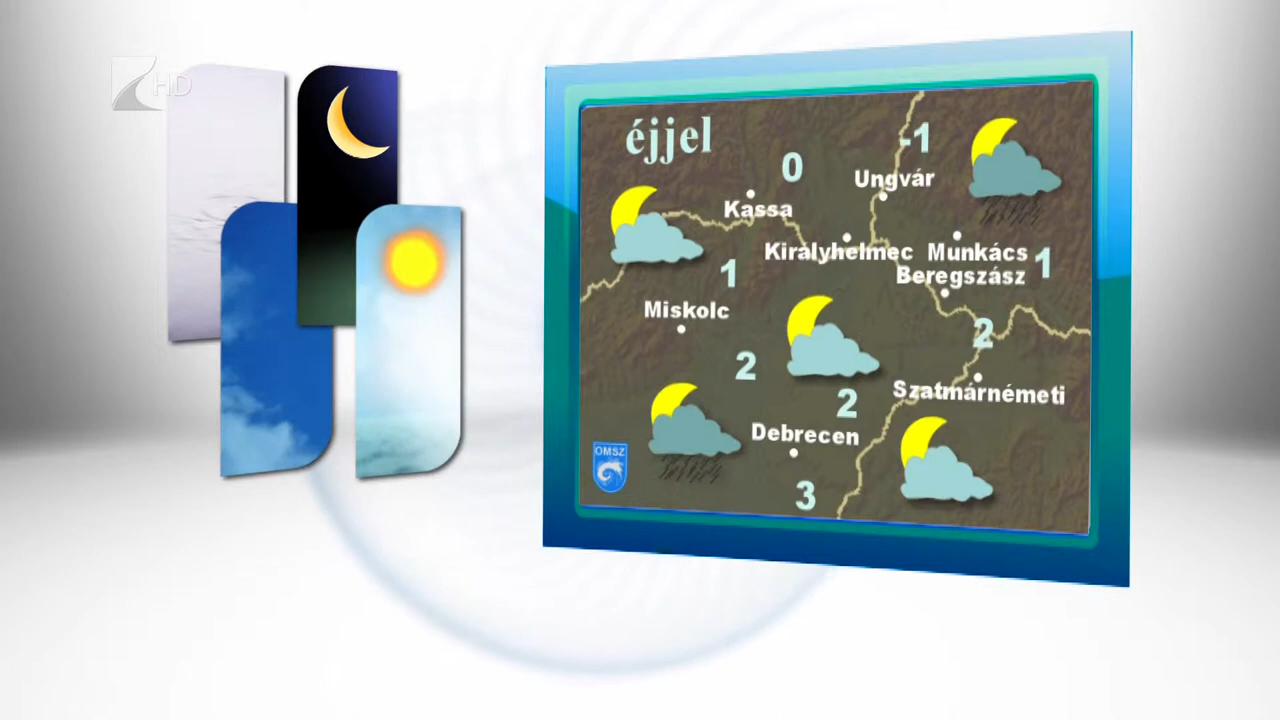 HD
éjjel
-1
0
Ungvár
Kassa
Királyhelmec
Munkács
1
Beregszász
1
Miskolc
2
2
Szatmárnémeti
2
Debrecen
OMSZ
3